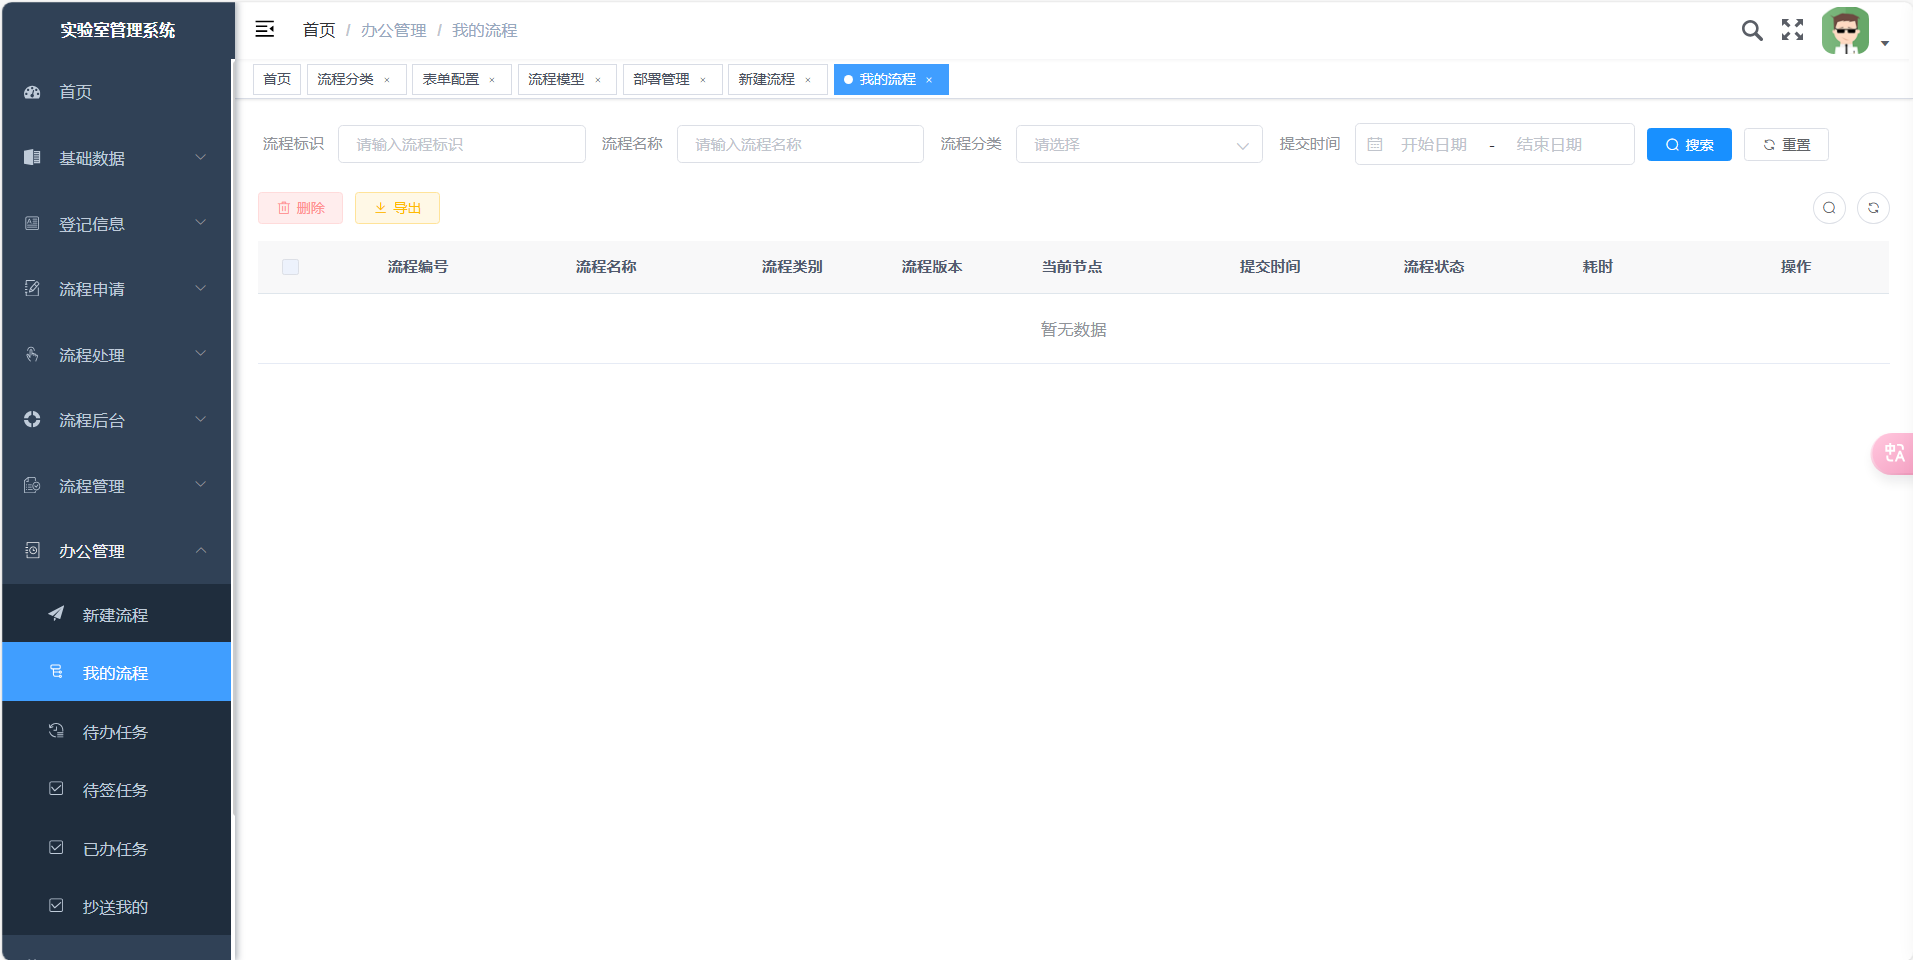 实验室管理系统
首页
基础数据
登记信息
流程申请
流程处理
流程后台
流程管理
办公管理
新建流程
我的流程
待办任务
待签任务
已办任务
抄送我的
首页 / 办公管理 / 我的流程
首页 流程分类 × 表单配置 × 流程模型 × 部署管理 × 新建流程 × 我的流程 ×
流程标识 请输入流程标识 流程名称 请输入流程名称 流程分类 请选择 提交时间 开始日期 - 结束日期 搜索 重置
删除 导出
流程编号 流程名称 流程类别 流程版本 当前节点 提交时间 流程状态 耗时 操作
暂无数据
中A